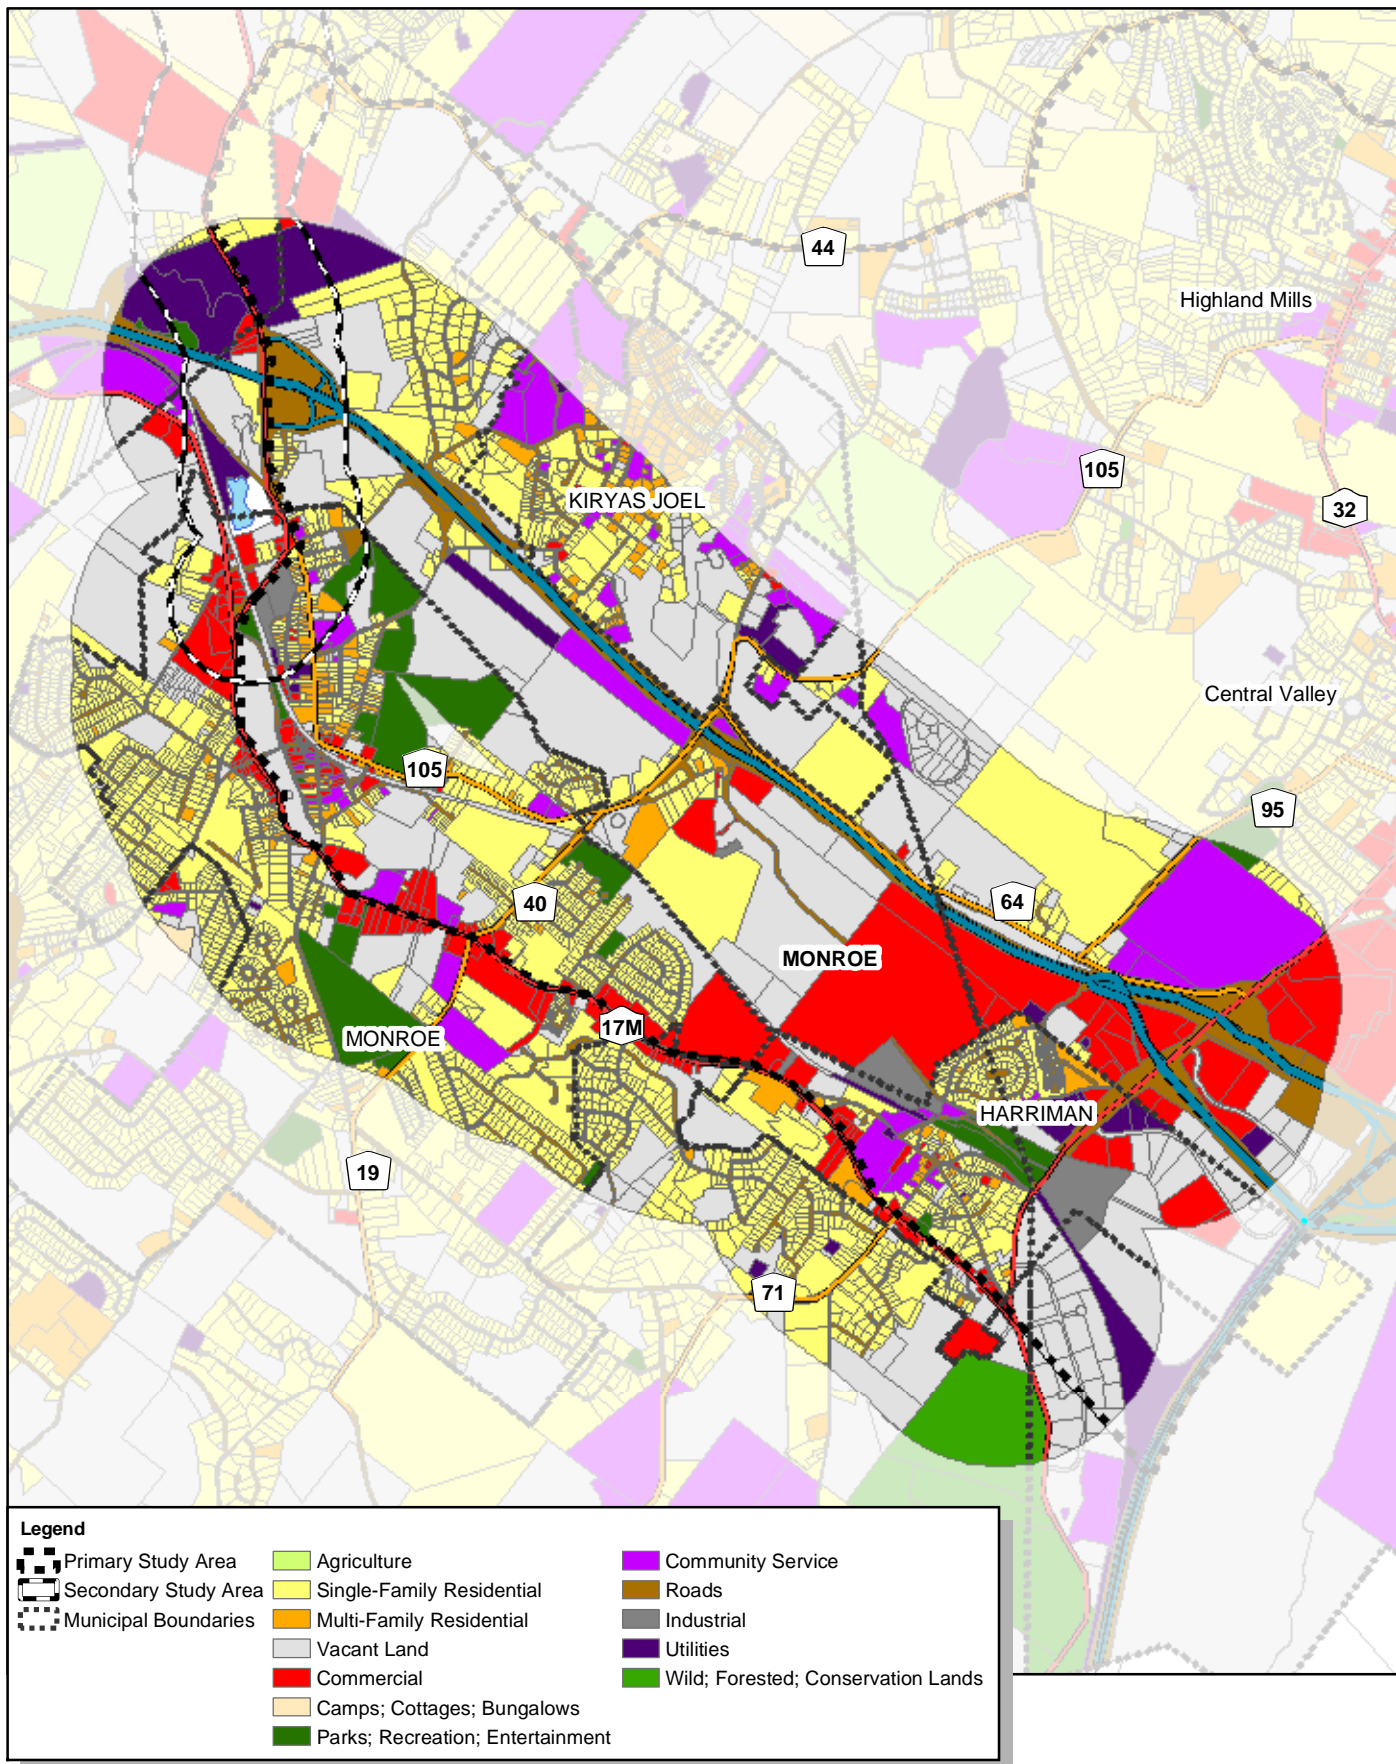 44
Highland Mills
105
KIRYAS JOEL
32
Central Valley
105
95
40
64
MONROE
17M
MONROE
HARRIMAN
19
71
Legend
Primary Study Area
Secondary Study Area
Municipal Boundaries
Agriculture
Single-Family Residential
Multi-Family Residential
Vacant Land
Commercial
Camps; Cottages; Bungalows
Parks; Recreation; Entertainment
Community Service
Roads
Industrial
Utilities
Wild; Forested; Conservation Lands